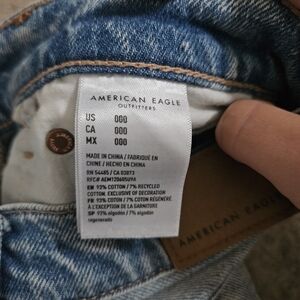 AMERICAN EAGLE
OUTFITTERS
US 000
CA 000
MX 000
MADE IN CHINA / FABRIQUÉ EN
CHINE / HECHO EN CHINA
RN 54485 / CA 03073
EN 93% COTTON / 7% RECYCLED
COTTON, EXCLUSIVE OF DECORATION
FR 93% COTON / 7% COTON RÉGÉNÉRÉ
À L'EXCEPTION DE LA GARNITURE
SP 93% algodón / 7% algodón
regenerado
AMERICAN EAGLE